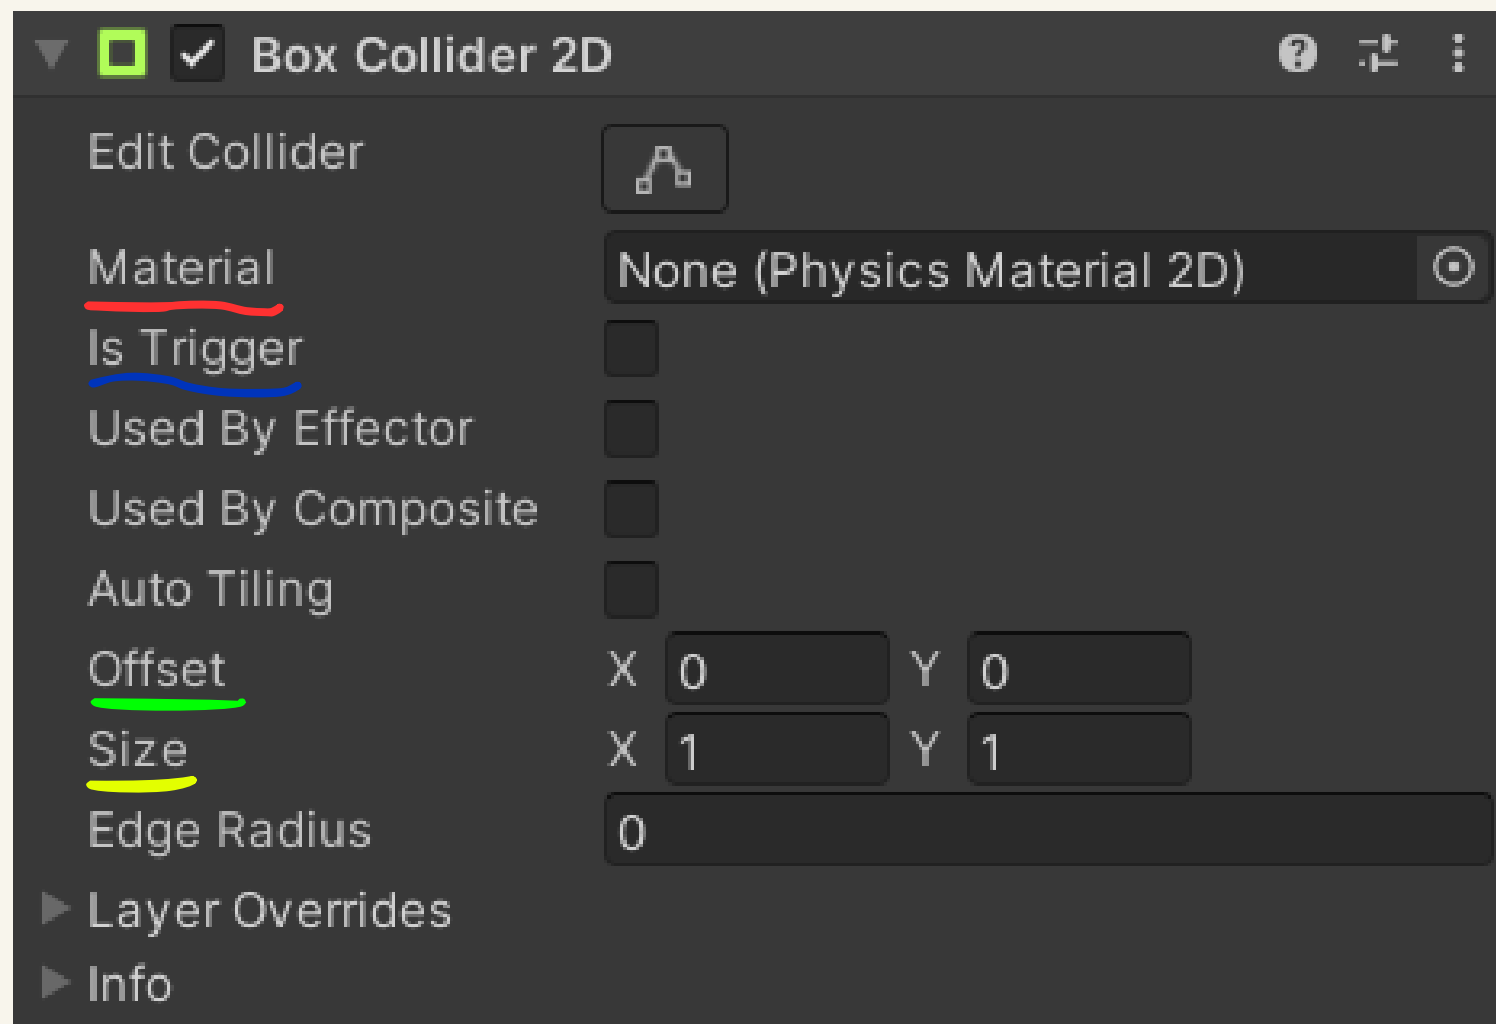 Box Collider 2D
Edit Collider
Material None (Physics Material 2D)
Is Trigger
Used By Effector
Used By Composite
Auto Tiling
Offset X 0 Y 0
Size X 1 Y 1
Edge Radius 0
Layer Overrides
Info